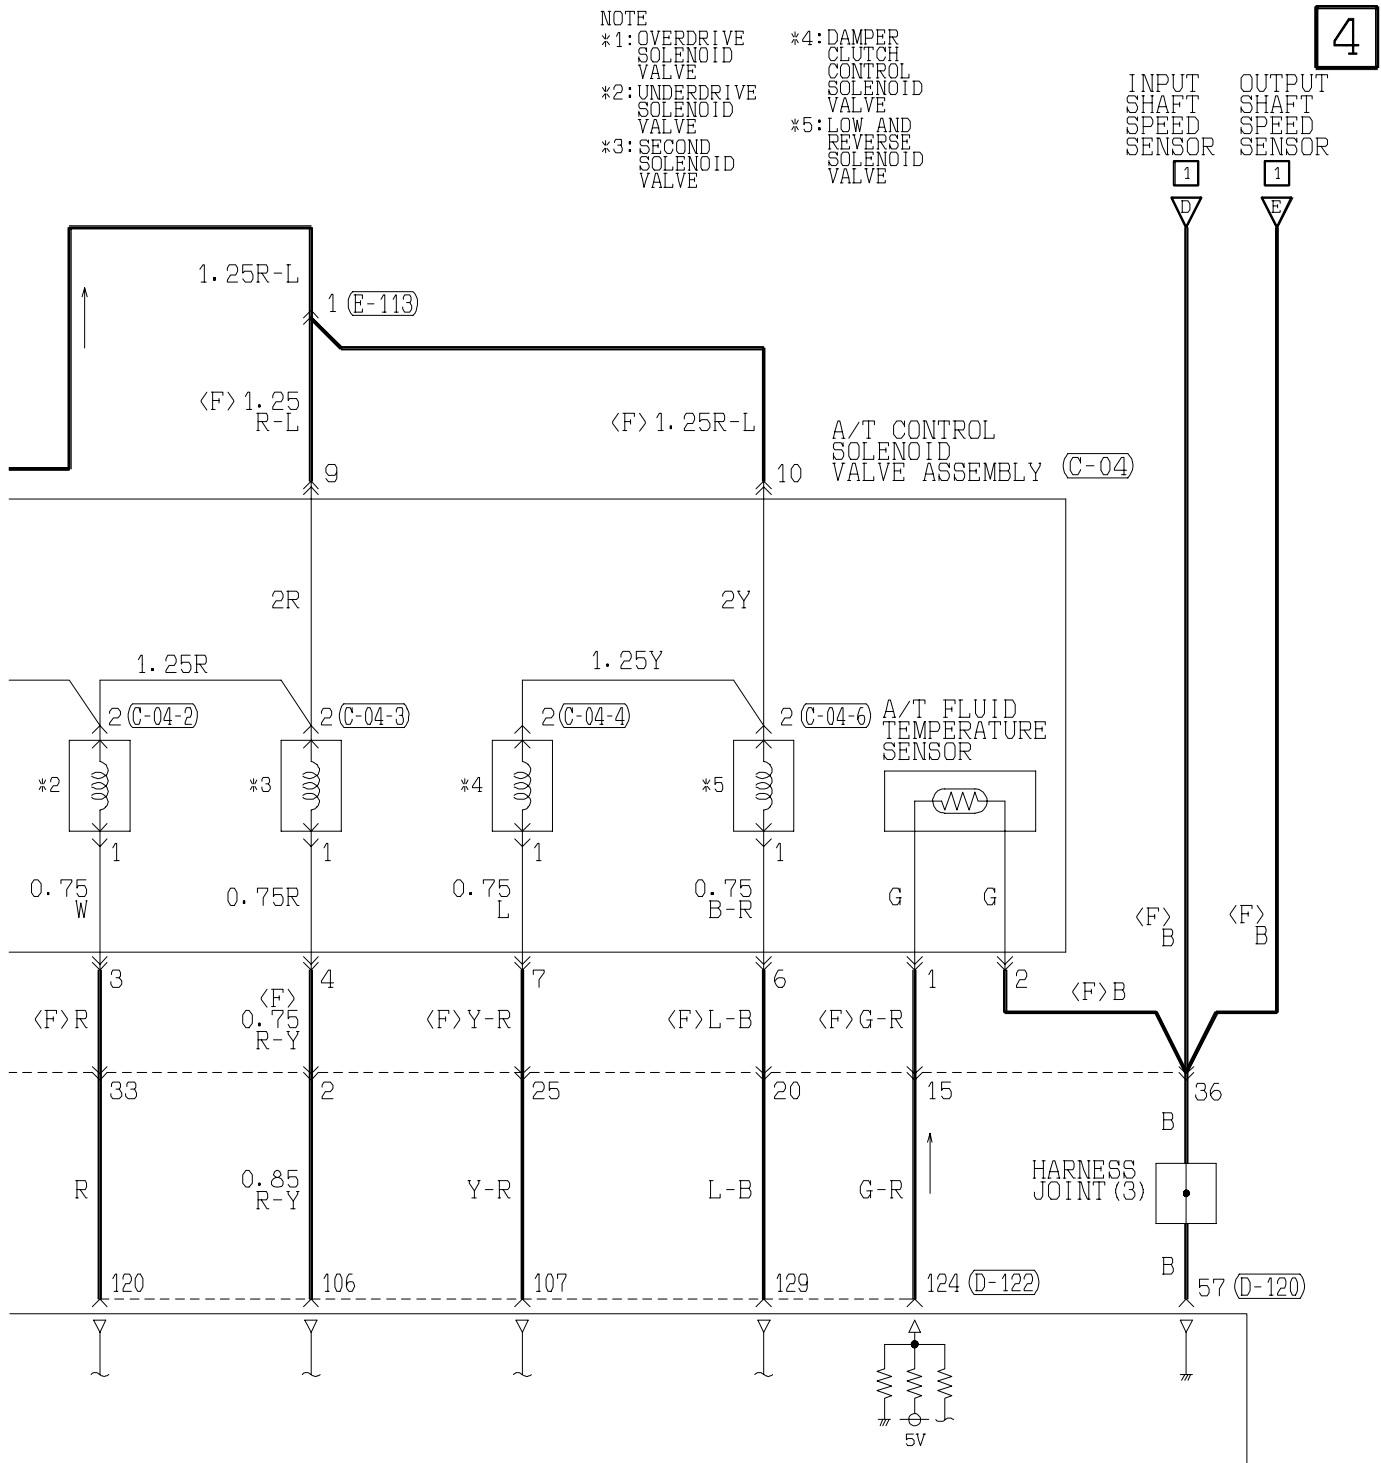 NOTE
*1:OVERDRIVE
SOLENOID
VALVE
*2:UNDERDRIVE
SOLENOID
VALVE
*3:SECOND
SOLENOID
VALVE
*4:DAMPER
CLUTCH
CONTROL
SOLENOID
VALVE
*5:LOW AND
REVERSE
SOLENOID
VALVE
4
INPUT
SHAFT
SPEED
SENSOR
1
D
OUTPUT
SHAFT
SPEED
SENSOR
1
E
1.25R-L
1 (E-113)
<F>1.25
R-L
<F>1.25R-L
A/T CONTROL
SOLENOID
VALVE ASSEMBLY (C-04)
9
10
2R
2Y
1.25R
1.25Y
2 (C-04-2)
2 (C-04-3)
2 (C-04-4)
2 (C-04-6)
A/T FLUID
TEMPERATURE
SENSOR
*2
*3
*4
*5
1
1
1
1
0.75
W
0.75R
0.75
L
0.75
B-R
G
G
<F>
B
<F>
B
3
4
7
6
1
2
<F>R
<F>
0.75
R-Y
<F>Y-R
<F>L-B
<F>G-R
<F>B
33
2
25
20
15
36
B
R
0.85
R-Y
Y-R
L-B
G-R
HARNESS
JOINT(3)
B
120
106
107
129
124 (D-122)
57 (D-120)
5V